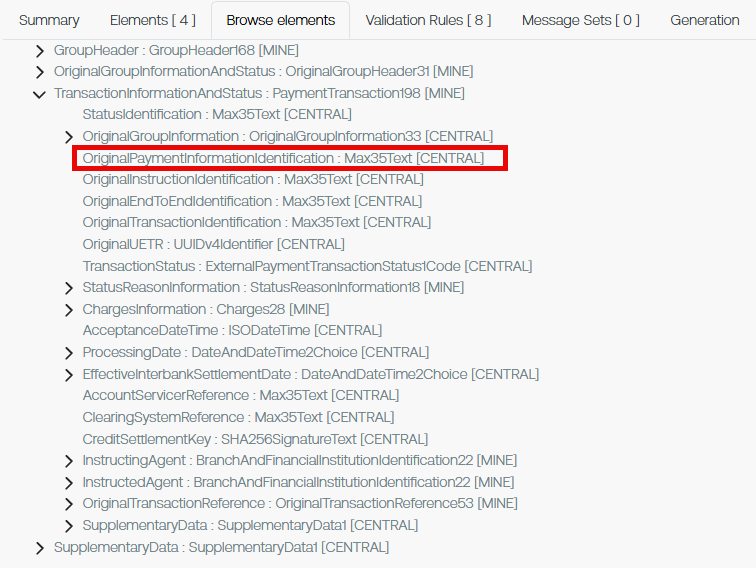 Summary Elements [ 4 ] Browse elements Validation Rules [ 8 ] Message Sets [ 0 ] Generation
GroupHeader : GroupHeader168 [MINE]
OriginalGroupInformationAndStatus : OriginalGroupHeader31 [MINE]
TransactionInformationAndStatus : PaymentTransaction198 [MINE]
StatusIdentification : Max35Text [CENTRAL]
OriginalGroupInformation : OriginalGroupInformation33 [CENTRAL]
OriginalPaymentInformationIdentification : Max35Text [CENTRAL]
OriginalInstructionIdentification : Max35Text [CENTRAL]
OriginalEndToEndIdentification : Max35Text [CENTRAL]
OriginalTransactionIdentification : Max35Text [CENTRAL]
OriginalUETR : UUIDv4Identifier [CENTRAL]
TransactionStatus : ExternalPaymentTransactionStatus1Code [CENTRAL]
StatusReasonInformation : StatusReasonInformation18 [MINE]
ChargesInformation : Charges28 [MINE]
AcceptanceDateTime : ISODateTime [CENTRAL]
ProcessingDate : DateAndDateTime2Choice [CENTRAL]
EffectiveInterbankSettlementDate : DateAndDateTime2Choice [CENTRAL]
AccountServicerReference : Max35Text [CENTRAL]
ClearingSystemReference : Max35Text [CENTRAL]
CreditSettlementKey : SHA256SignatureText [CENTRAL]
InstructingAgent : BranchAndFinancialInstitutionIdentification22 [MINE]
InstructedAgent : BranchAndFinancialInstitutionIdentification22 [MINE]
OriginalTransactionReference : OriginalTransactionReference53 [MINE]
SupplementaryData : SupplementaryData1 [CENTRAL]
SupplementaryData : SupplementaryData1 [CENTRAL]